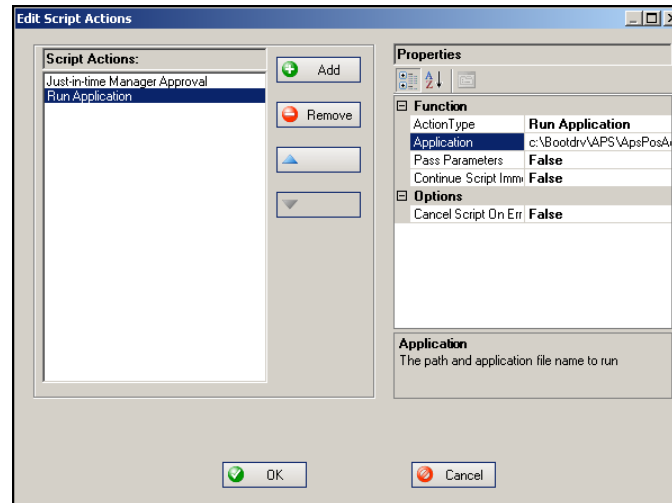 Edit Script Actions
Script Actions:
Just-in-time Manager Approval
Run Application
Add
Remove
Properties
Function
ActionType Run Application
Application c:\Bootdrv\APS\ApsPosA
Pass Parameters False
Continue Script Imm False
Options
Cancel Script On Err False
Application
The path and application file name to run
OK
Cancel